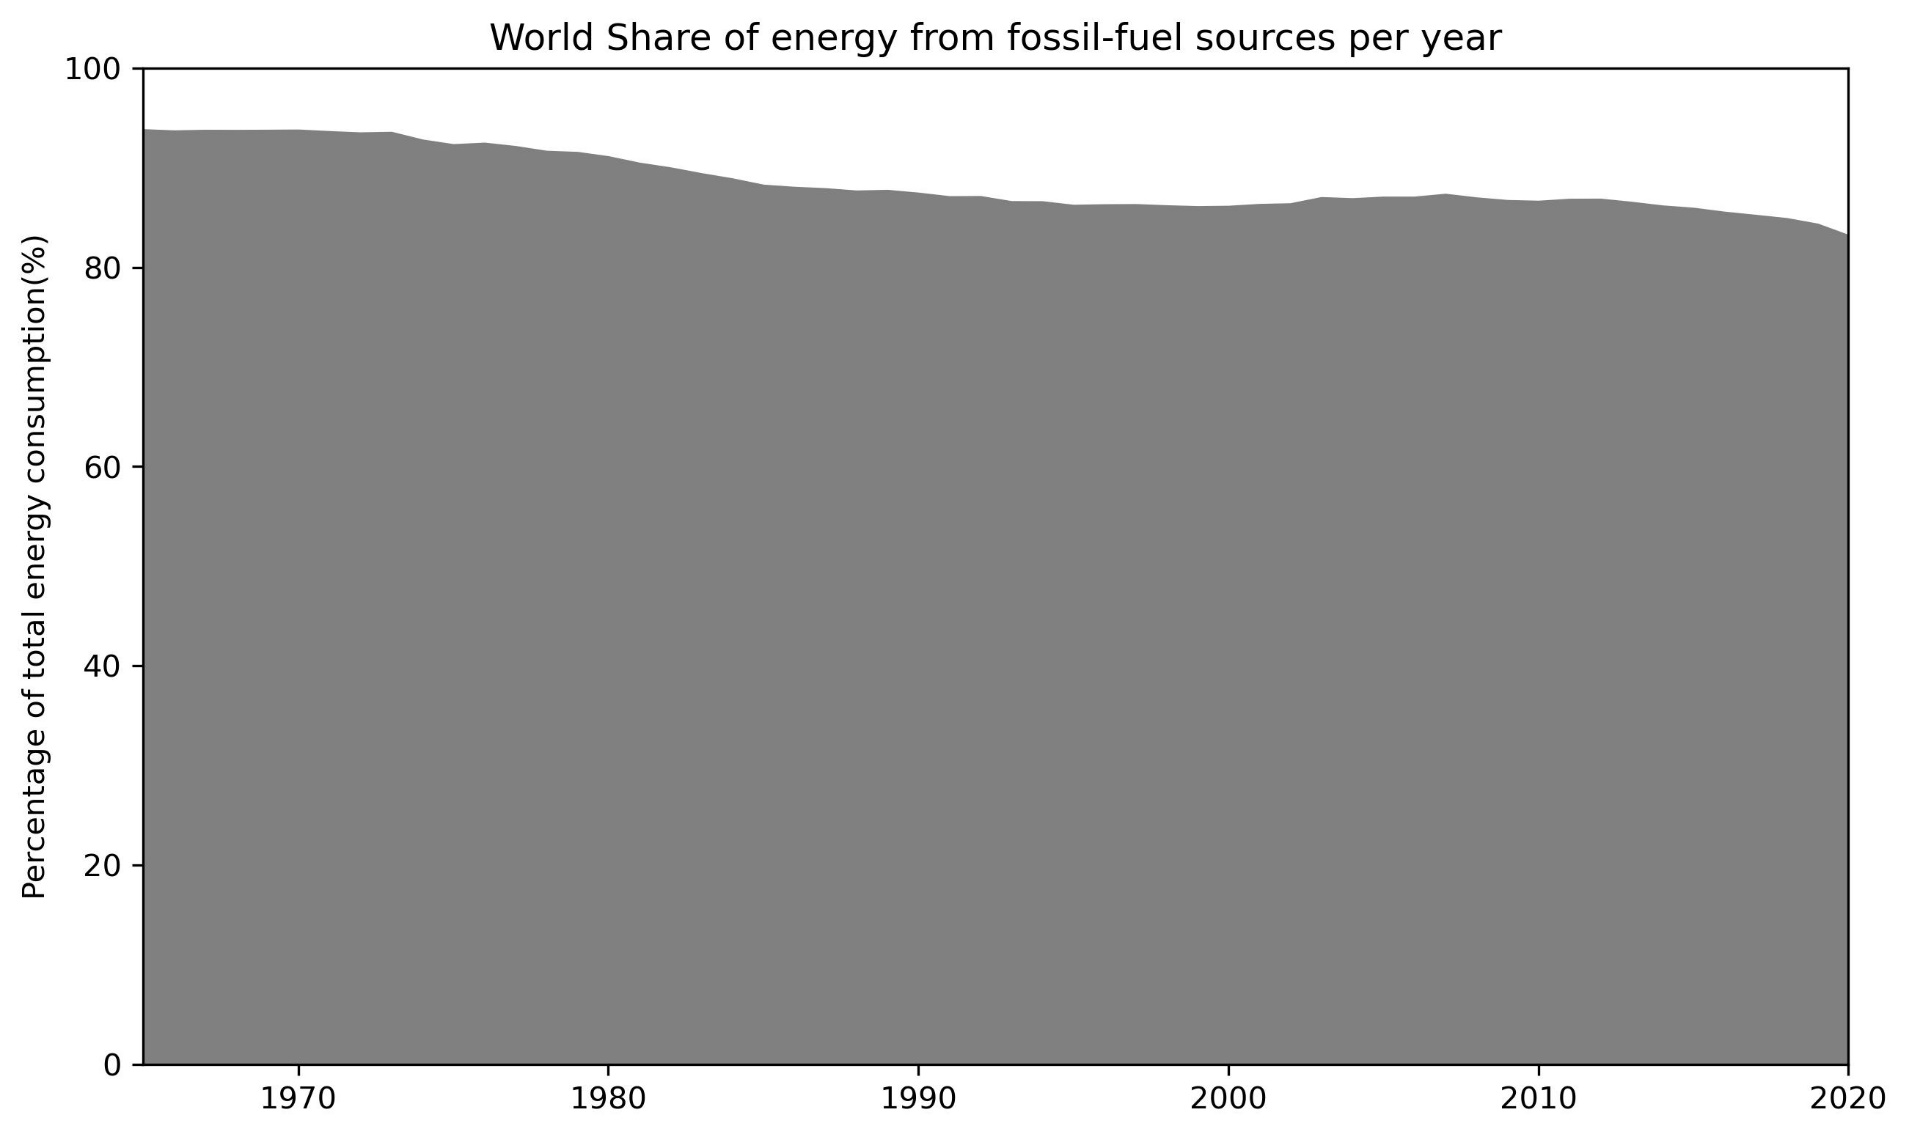 World Share of energy from fossil-fuel sources per year
Percentage of total energy consumption(%)
100
80
60
40
20
0
1970 1980 1990 2000 2010 2020